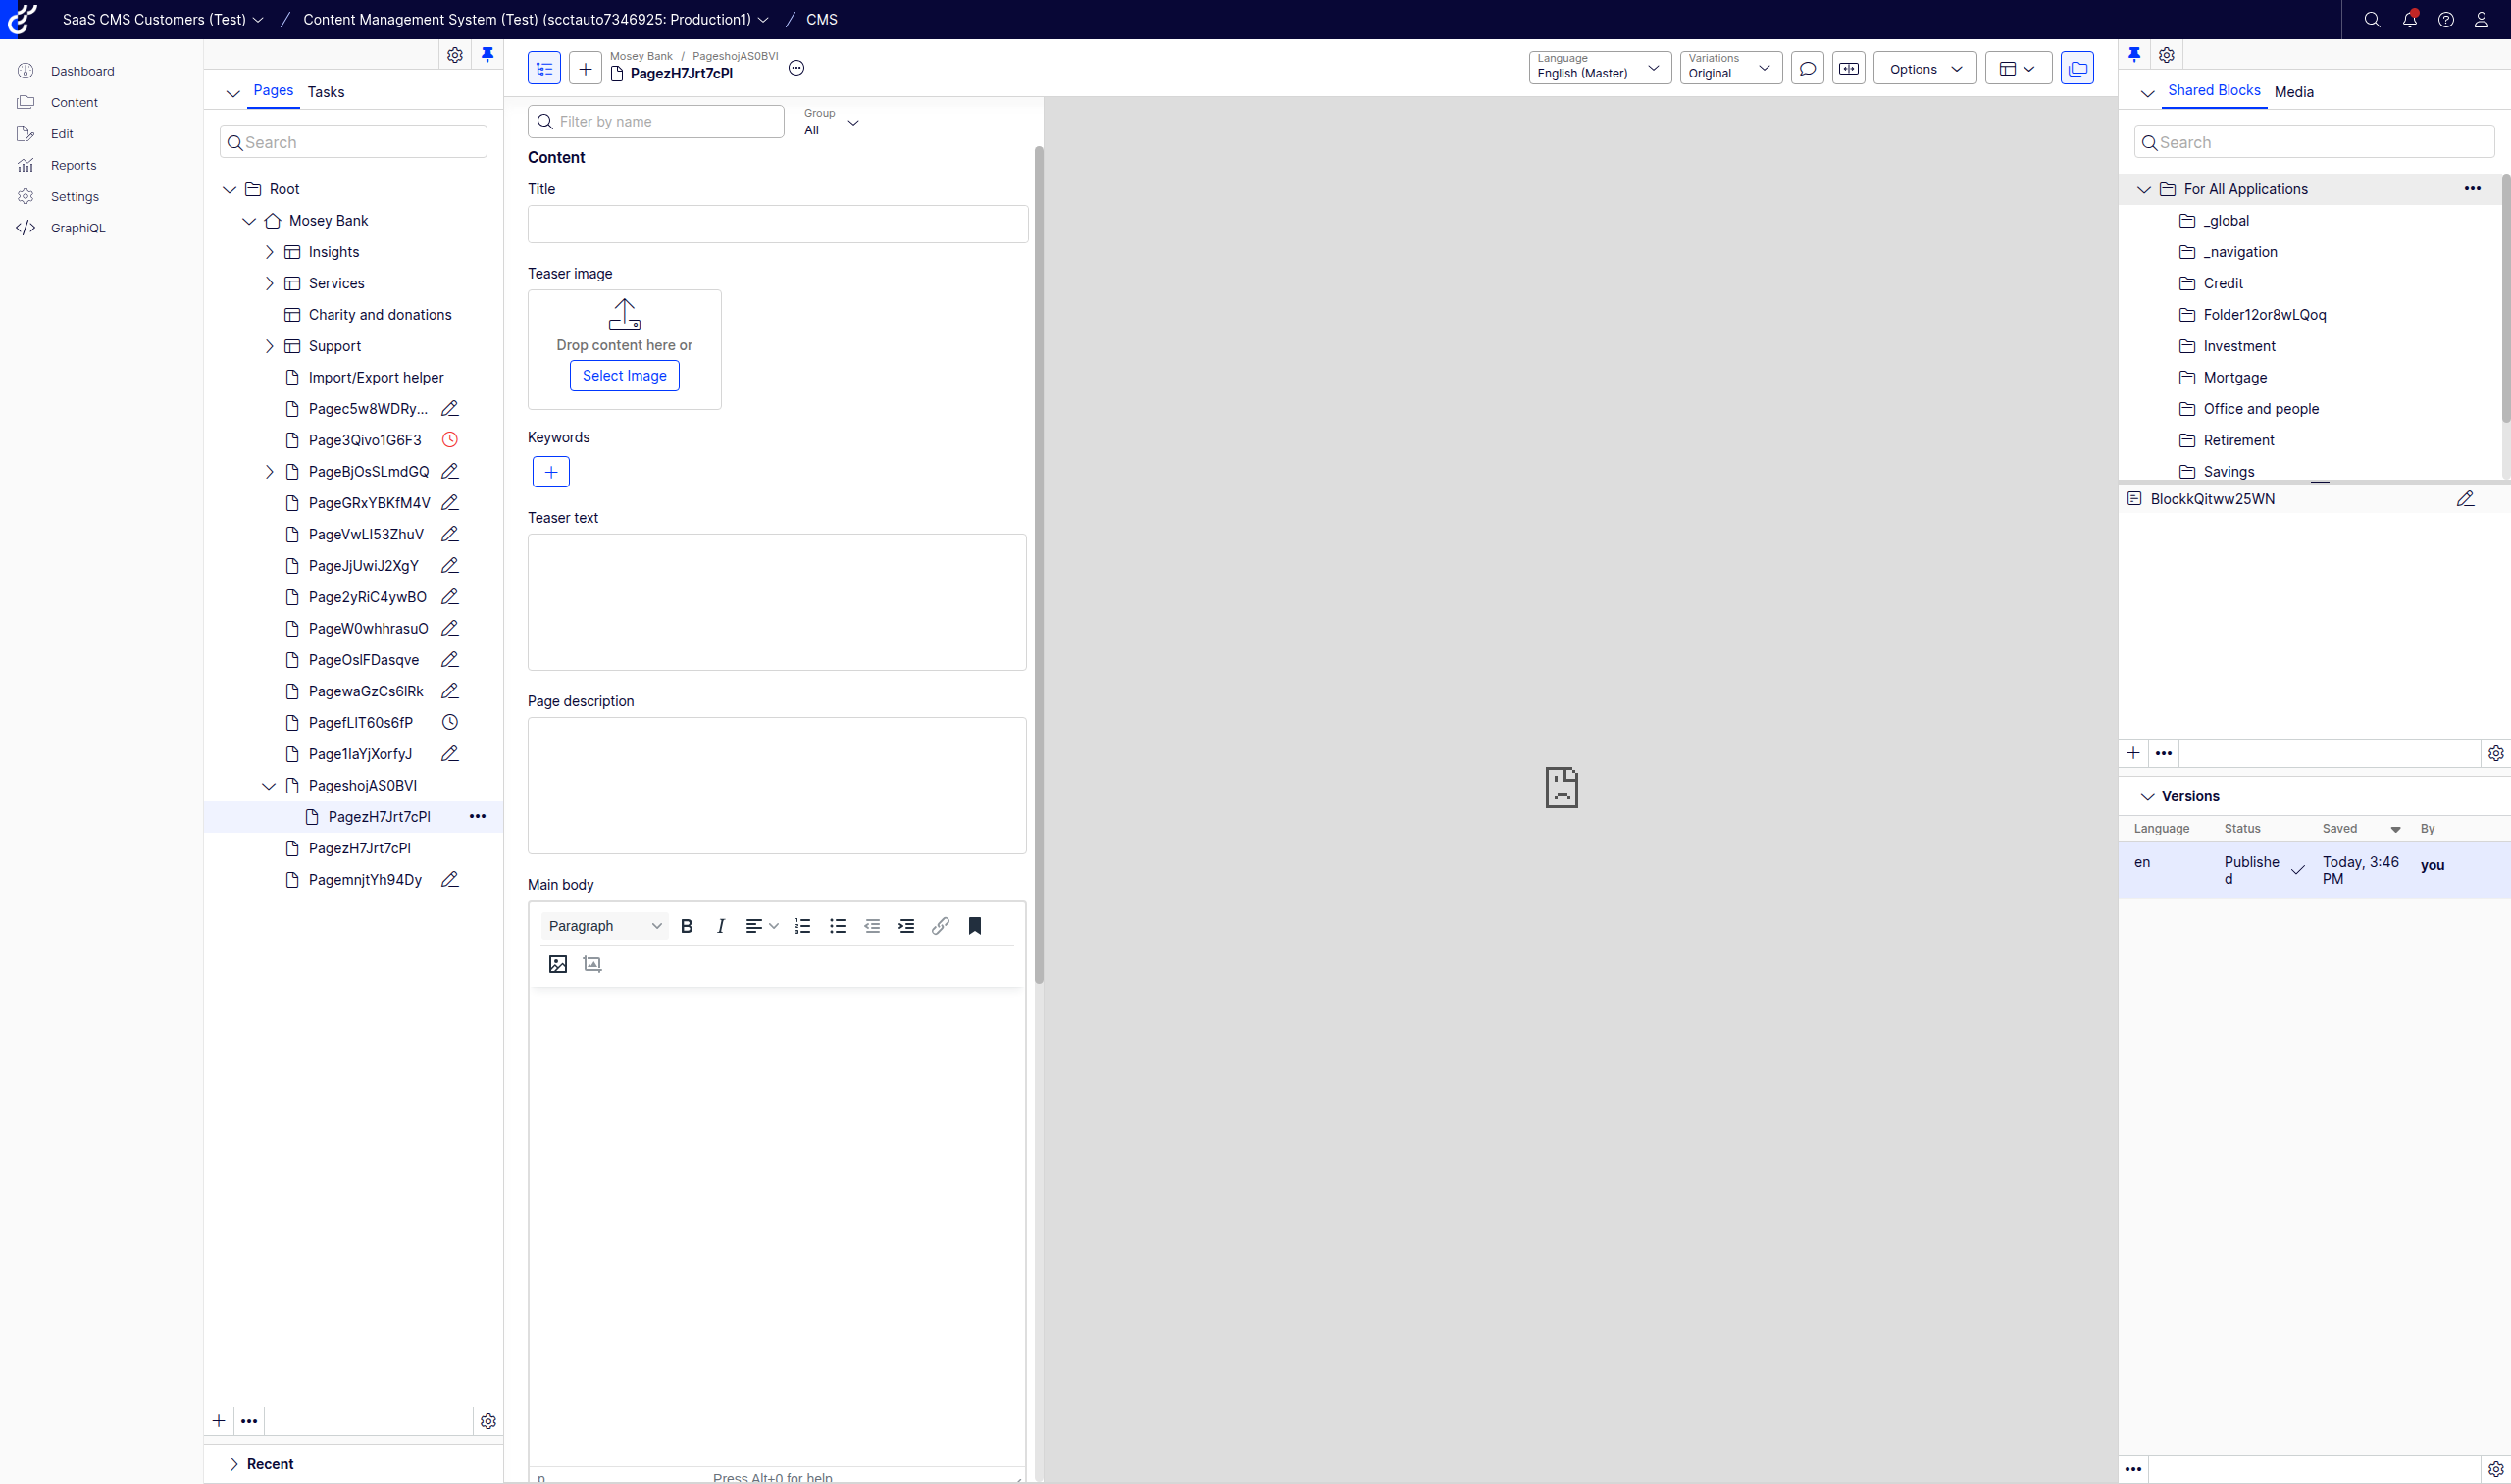 SaaS CMS Customers (Test) / Content Management System (Test) (scctauto7346925: Production1) / CMS
Dashboard
Content
Edit
Reports
Settings
GraphiQL
Pages Tasks
Search
Root
Mosey Bank
Insights
Services
Charity and donations
Support
Import/Export helper
Pagec5w8WDRy...
Page3Qivo1G6F3
PageBjOsSLmdGQ
PageGRxYBKfM4V
PageVwLI53ZhuV
PageJjUwiJ2XgY
Page2yRiC4ywBO
PageW0whhrasuO
PageOsIFDasqve
PagewaGzCs6IRk
PagefLIT60s6fP
Page1IaYjXorfyJ
PageshojAS0BVI
PagezH7Jrt7cPI
PagezH7Jrt7cPI
PagemnjtYh94Dy
Recent
Mosey Bank / PageshojAS0BVI
PagezH7Jrt7cPI
Language
English (Master)
Variations
Original
Options
Filter by name
Group
All
Content
Title
Teaser image
Drop content here or
Select Image
Keywords
Teaser text
Page description
Main body
Paragraph
B I
p Press Alt+0 for help
Shared Blocks Media
Search
For All Applications
_global
_navigation
Credit
Folder12or8wLQoq
Investment
Mortgage
Office and people
Retirement
Savings
BlockkQitww25WN
Versions
Language Status Saved By
en Publishe Today, 3:46 you
d PM